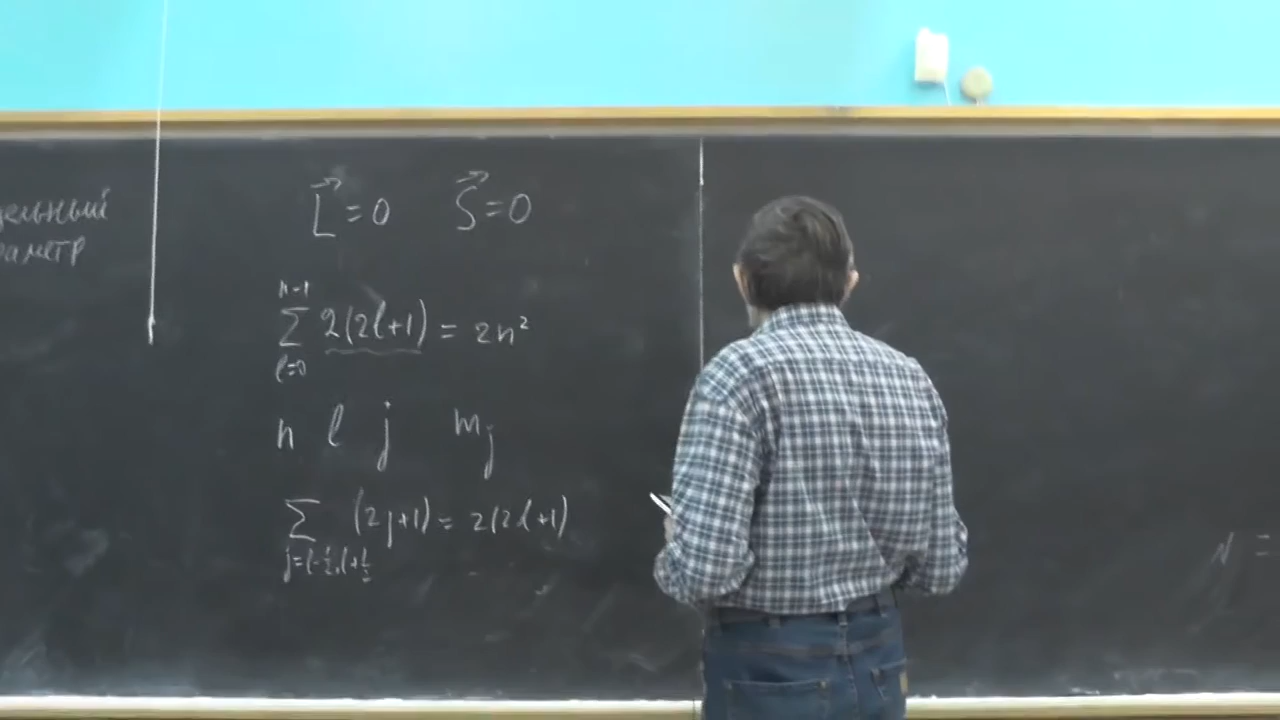 L⃗ = 0 S⃗ = 0
n-1
∑ 2(2l+1) = 2n²
l=0
n l j m_j
∑ (2j+1) = 2(2l+1)
j=l-½, l+½
N =